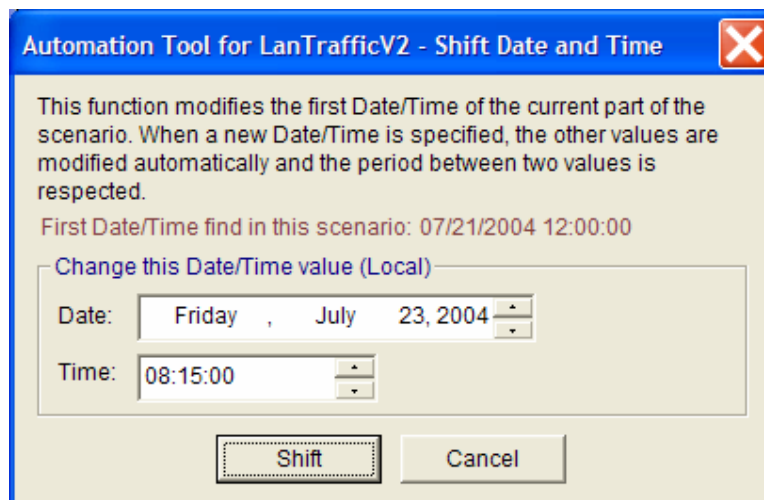 Automation Tool for LanTrafficV2 - Shift Date and Time
This function modifies the first Date/Time of the current part of the
scenario. When a new Date/Time is specified, the other values are
modified automatically and the period between two values is
respected.
First Date/Time find in this scenario: 07/21/2004 12:00:00
Change this Date/Time value (Local)
Date: Friday , July 23, 2004
Time: 08:15:00
Shift Cancel